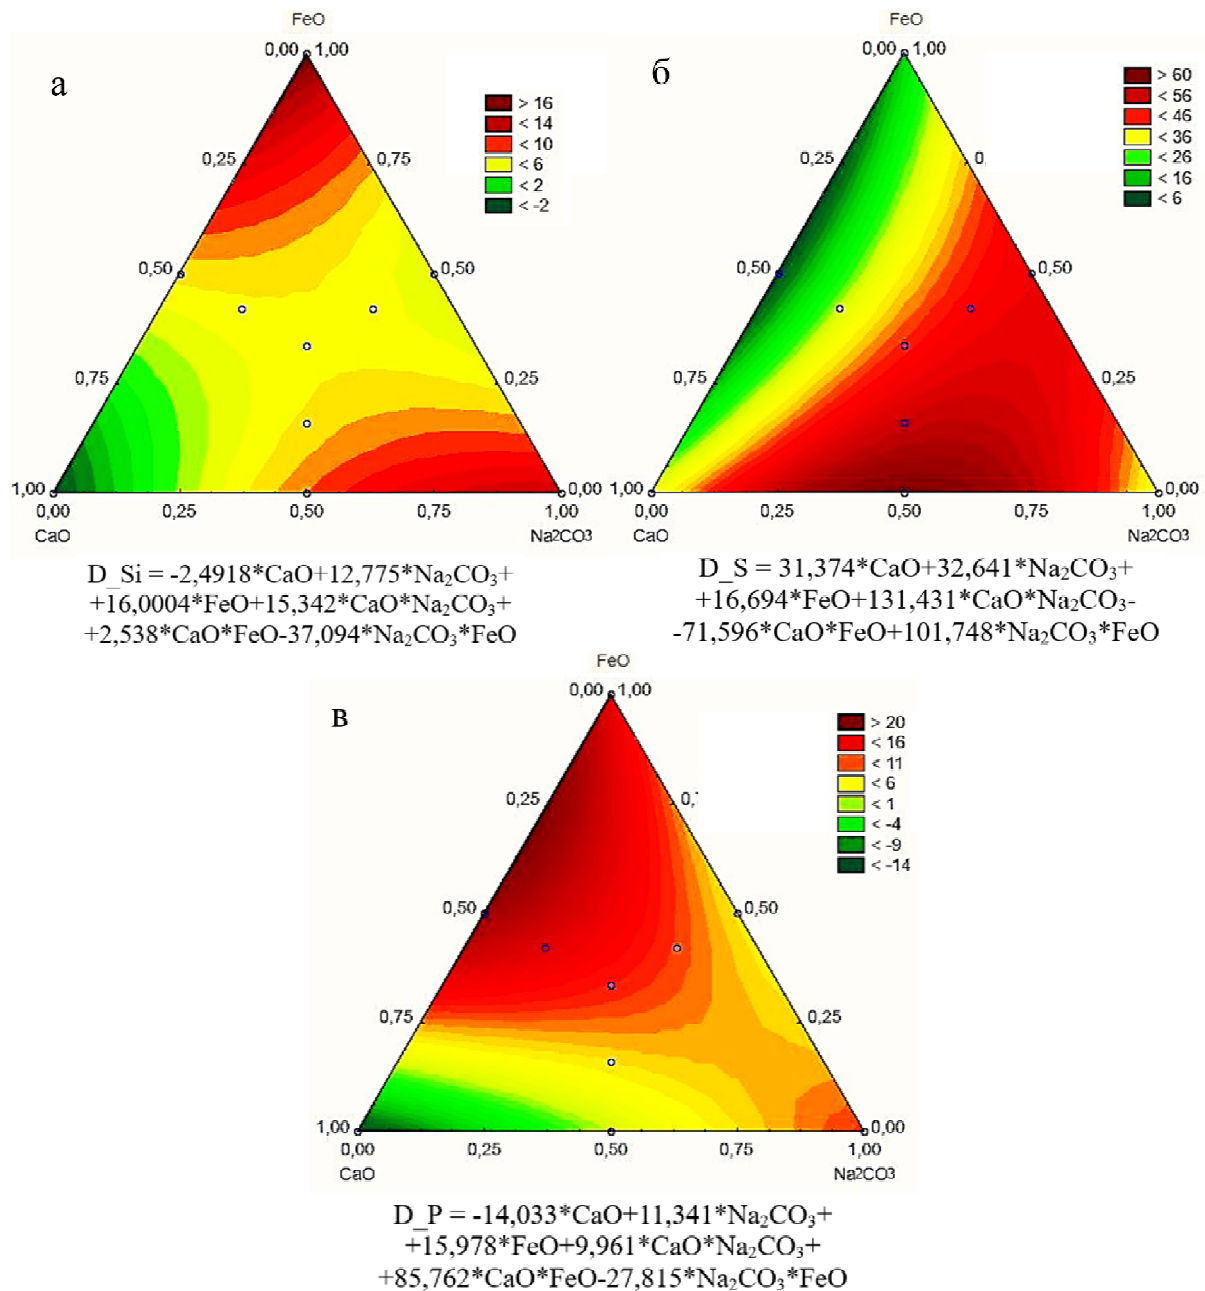 FeO
0,00 1,00
а
> 16
< 14
< 10
< 6
< 2
< -2
0,25 0,75
0,50 0,50
0,75 0,25
1,00 0,00
0,00 0,25 0,50 0,75 1,00
CaO Na2CO3
D_Si = -2,4918*CaO+12,775*Na₂CO₃+
+16,0004*FeO+15,342*CaO*Na₂CO₃+
+2,538*CaO*FeO-37,094*Na₂CO₃*FeO
FeO
0,00 1,00
б
> 60
< 56
< 46
< 36
< 26
< 16
< 6
0,25 0.
0,50 0,50
0,75 0,25
1,00 0,00
0,00 0,25 0,50 0,75 1,00
CaO Na2CO3
D_S = 31,374*CaO+32,641*Na₂CO₃+
+16,694*FeO+131,431*CaO*Na₂CO₃-
-71,596*CaO*FeO+101,748*Na₂CO₃*FeO
FeO
0,00 1,00
в
> 20
< 16
< 11
< 6
< 1
< -4
< -9
< -14
0,25
0,50 0,50
0,75 0,25
1,00 0,00
0,00 0,25 0,50 0,75 1,00
CaO Na2CO3
D_P = -14,033*CaO+11,341*Na₂CO₃+
+15,978*FeO+9,961*CaO*Na₂CO₃+
+85,762*CaO*FeO-27,815*Na₂CO₃*FeO